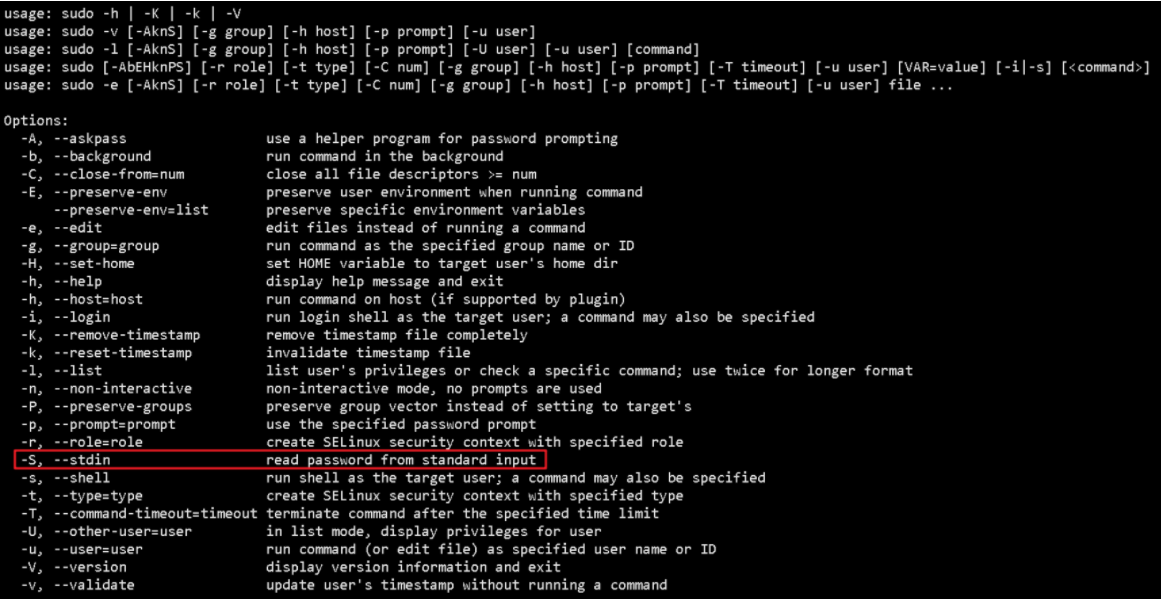 usage: sudo -h | -K | -k | -V
usage: sudo -v [-AknS] [-g group] [-h host] [-p prompt] [-u user]
usage: sudo -l [-AknS] [-g group] [-h host] [-p prompt] [-U user] [-u user] [command]
usage: sudo [-AbEHknPS] [-r role] [-t type] [-C num] [-g group] [-h host] [-p prompt] [-T timeout] [-u user] [VAR=value] [-i|-s] [<command>]
usage: sudo -e [-AknS] [-r role] [-t type] [-C num] [-g group] [-h host] [-p prompt] [-T timeout] [-u user] file ...

Options:
  -A, --askpass                 use a helper program for password prompting
  -b, --background              run command in the background
  -C, --close-from=num          close all file descriptors >= num
  -E, --preserve-env            preserve user environment when running command
      --preserve-env=list       preserve specific environment variables
  -e, --edit                    edit files instead of running a command
  -g, --group=group             run command as the specified group name or ID
  -H, --set-home                set HOME variable to target user's home dir
  -h, --help                    display help message and exit
  -h, --host=host               run command on host (if supported by plugin)
  -i, --login                   run login shell as the target user; a command may also be specified
  -K, --remove-timestamp        remove timestamp file completely
  -k, --reset-timestamp         invalidate timestamp file
  -l, --list                    list user's privileges or check a specific command; use twice for longer format
  -n, --non-interactive         non-interactive mode, no prompts are used
  -P, --preserve-groups         preserve group vector instead of setting to target's
  -p, --prompt=prompt           use the specified password prompt
  -r, --role=role               create SELinux security context with specified role
  -S, --stdin                   read password from standard input
  -s, --shell                   run shell as the target user; a command may also be specified
  -t, --type=type               create SELinux security context with specified type
  -T, --command-timeout=timeout terminate command after the specified time limit
  -U, --other-user=user         in list mode, display privileges for user
  -u, --user=user               run command (or edit file) as specified user name or ID
  -V, --version                 display version information and exit
  -v, --validate                update user's timestamp without running a command